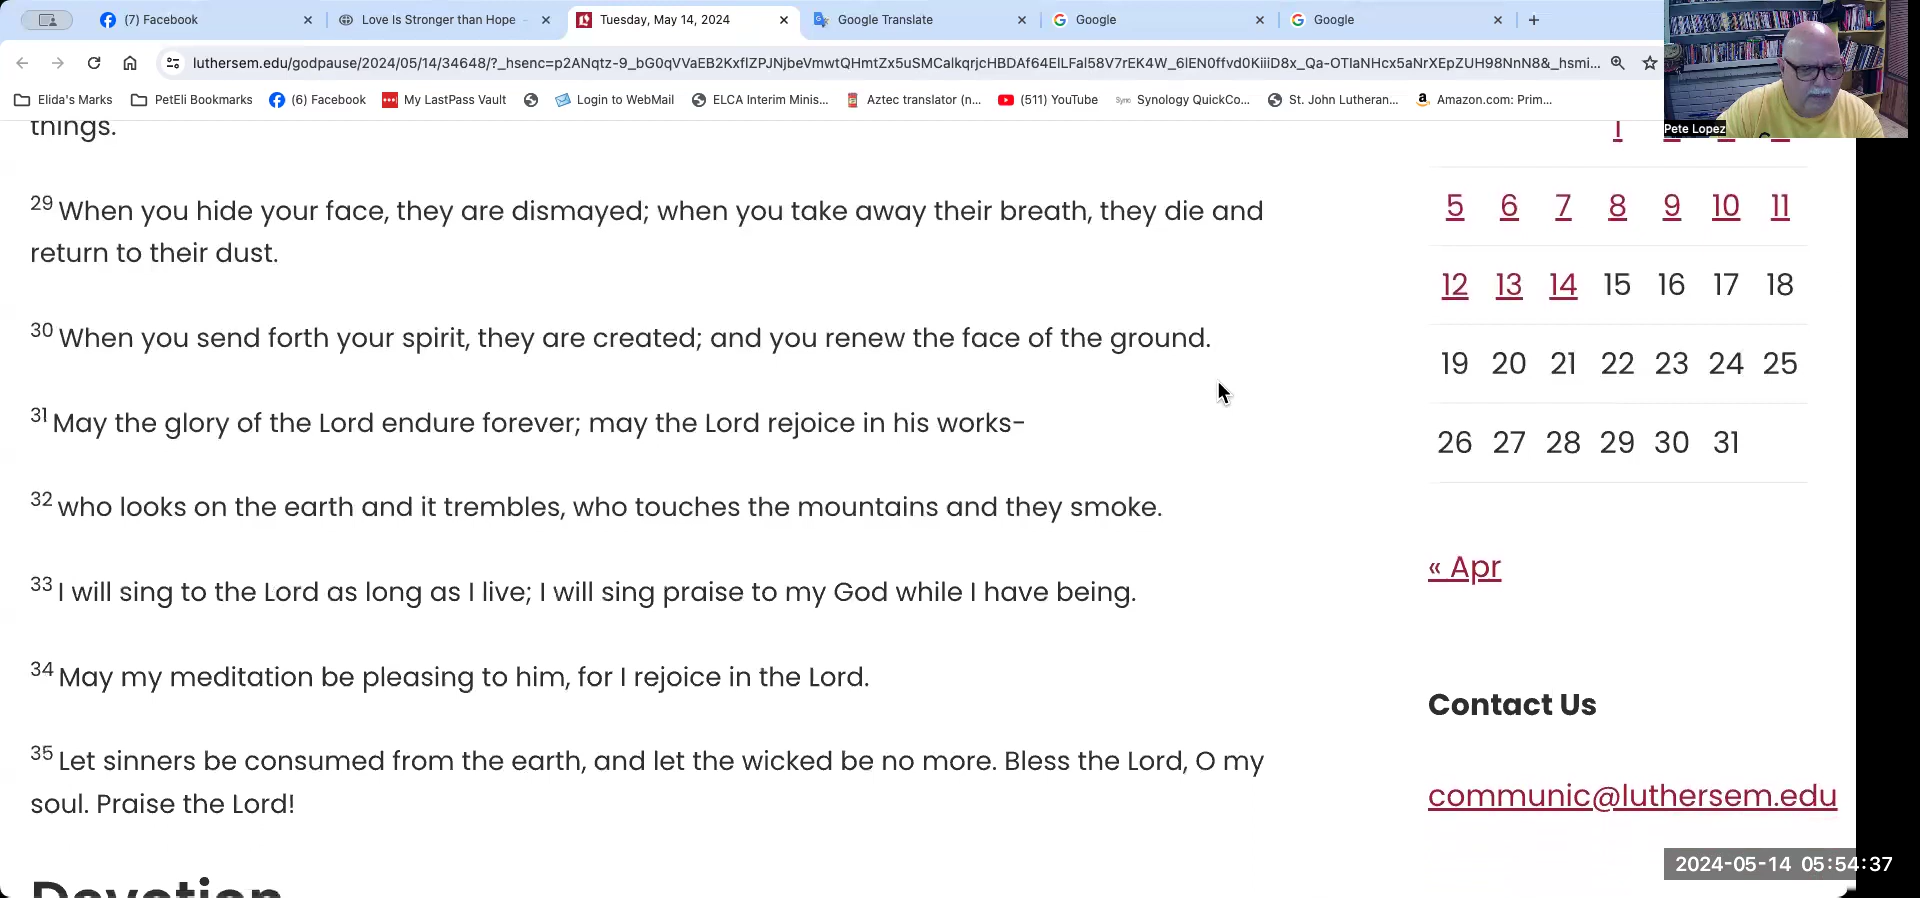 (7) Facebook
Love Is Stronger than Hope
Tuesday, May 14, 2024
Google Translate
Google
Google
luthersem.edu/godpause/2024/05/14/34648/?_hsenc=p2ANqtz-9_bG0qVVaEB2KxflZPJNjbeVmwtQHmtZx5uSMCalkqrjcHBDAf64ElLFal58V7rEK4W_6lEN0ffvd0KiiiD8x_Qa-OTlaNHcx5aNrXEpZUH98NnN8&_hsmi...
Elida's Marks
PetEli Bookmarks
(6) Facebook
My LastPass Vault
Login to WebMail
ELCA Interim Minis...
Aztec translator (n...
(511) YouTube
Synology QuickCo...
St. John Lutheran...
Amazon.com: Prim...
Pete Lopez
things.
29 When you hide your face, they are dismayed; when you take away their breath, they die and
return to their dust.
30 When you send forth your spirit, they are created; and you renew the face of the ground.
31 May the glory of the Lord endure forever; may the Lord rejoice in his works-
32 who looks on the earth and it trembles, who touches the mountains and they smoke.
33 I will sing to the Lord as long as I live; I will sing praise to my God while I have being.
34 May my meditation be pleasing to him, for I rejoice in the Lord.
35 Let sinners be consumed from the earth, and let the wicked be no more. Bless the Lord, O my
soul. Praise the Lord!
Devotion
1
5 6 7 8 9 10 11
12 13 14 15 16 17 18
19 20 21 22 23 24 25
26 27 28 29 30 31
« Apr
Contact Us
communic@luthersem.edu
2024-05-14 05:54:37